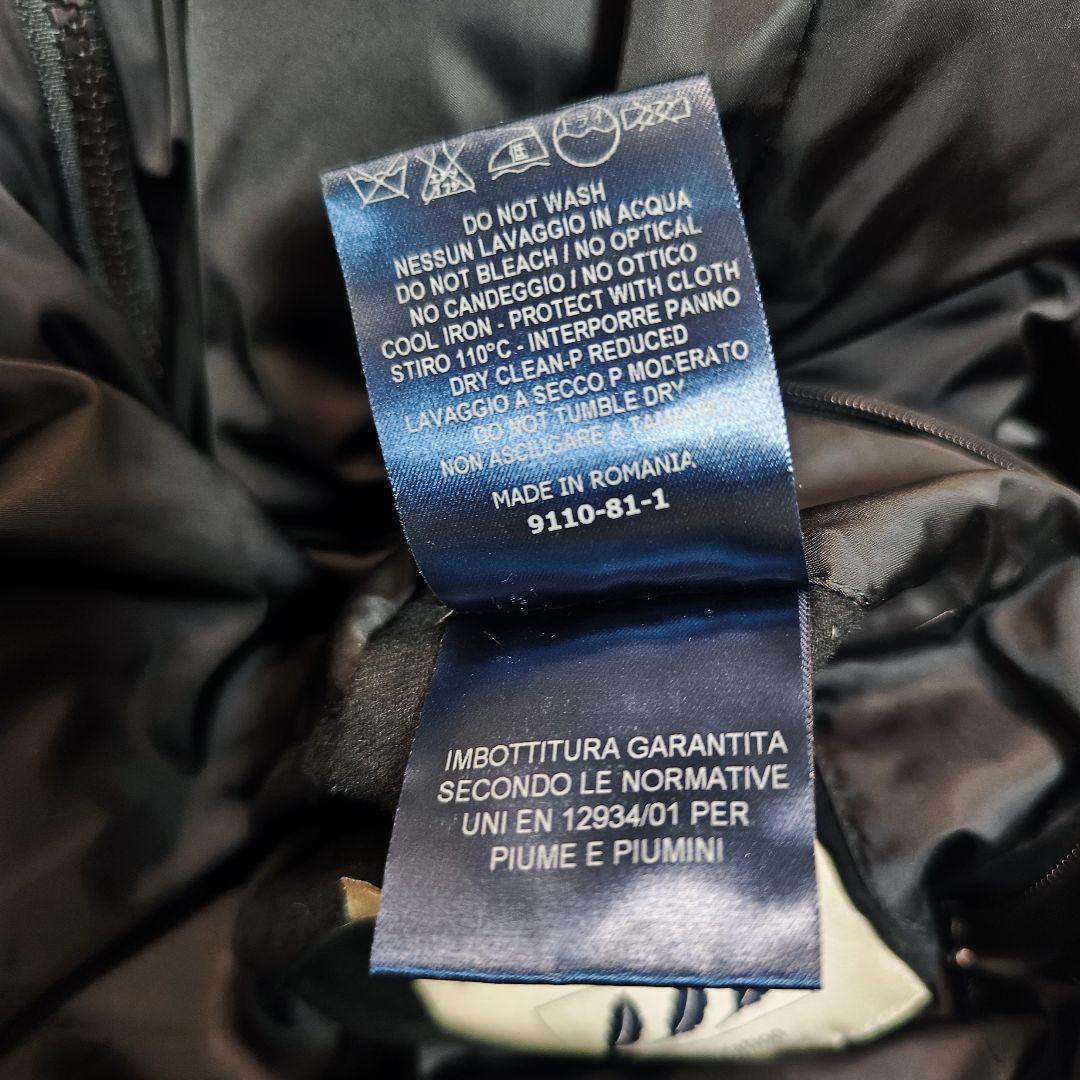 DO NOT WASH
NESSUN LAVAGGIO IN ACQUA
DO NOT BLEACH / NO OPTICAL
NO CANDEGGIO / NO OTTICO
COOL IRON - PROTECT WITH CLOTH
STIRO 110°C - INTERPORRE PANNO
DRY CLEAN-P REDUCED
LAVAGGIO A SECCO P MODERATO
DO NOT TUMBLE DRY
NON ASCIUGARE A TAMBURO
MADE IN ROMANIA
9110-81-1
IMBOTTITURA GARANTITA
SECONDO LE NORMATIVE
UNI EN 12934/01 PER
PIUME E PIUMINI